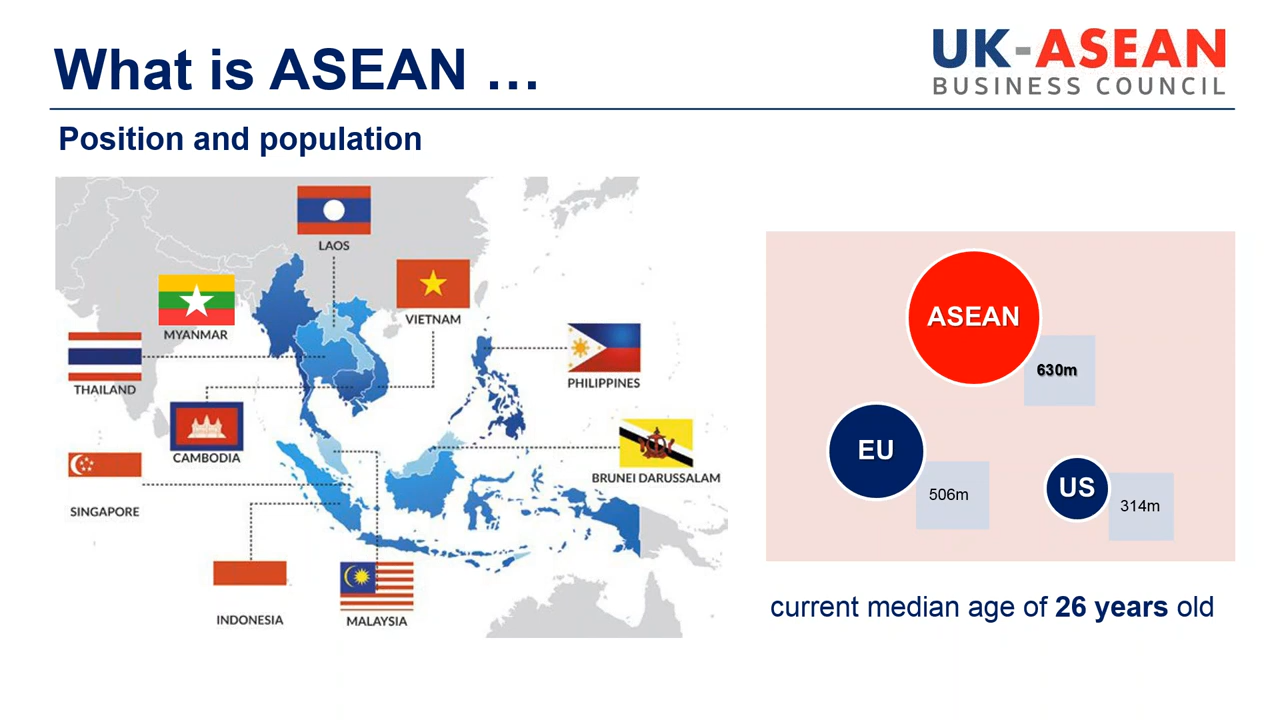 What is ASEAN …
UK-ASEAN
BUSINESS COUNCIL
Position and population
LAOS
MYANMAR
VIETNAM
THAILAND
PHILIPPINES
CAMBODIA
BRUNEI DARUSSALAM
SINGAPORE
INDONESIA
MALAYSIA
ASEAN
630m
EU
506m
US
314m
current median age of 26 years old